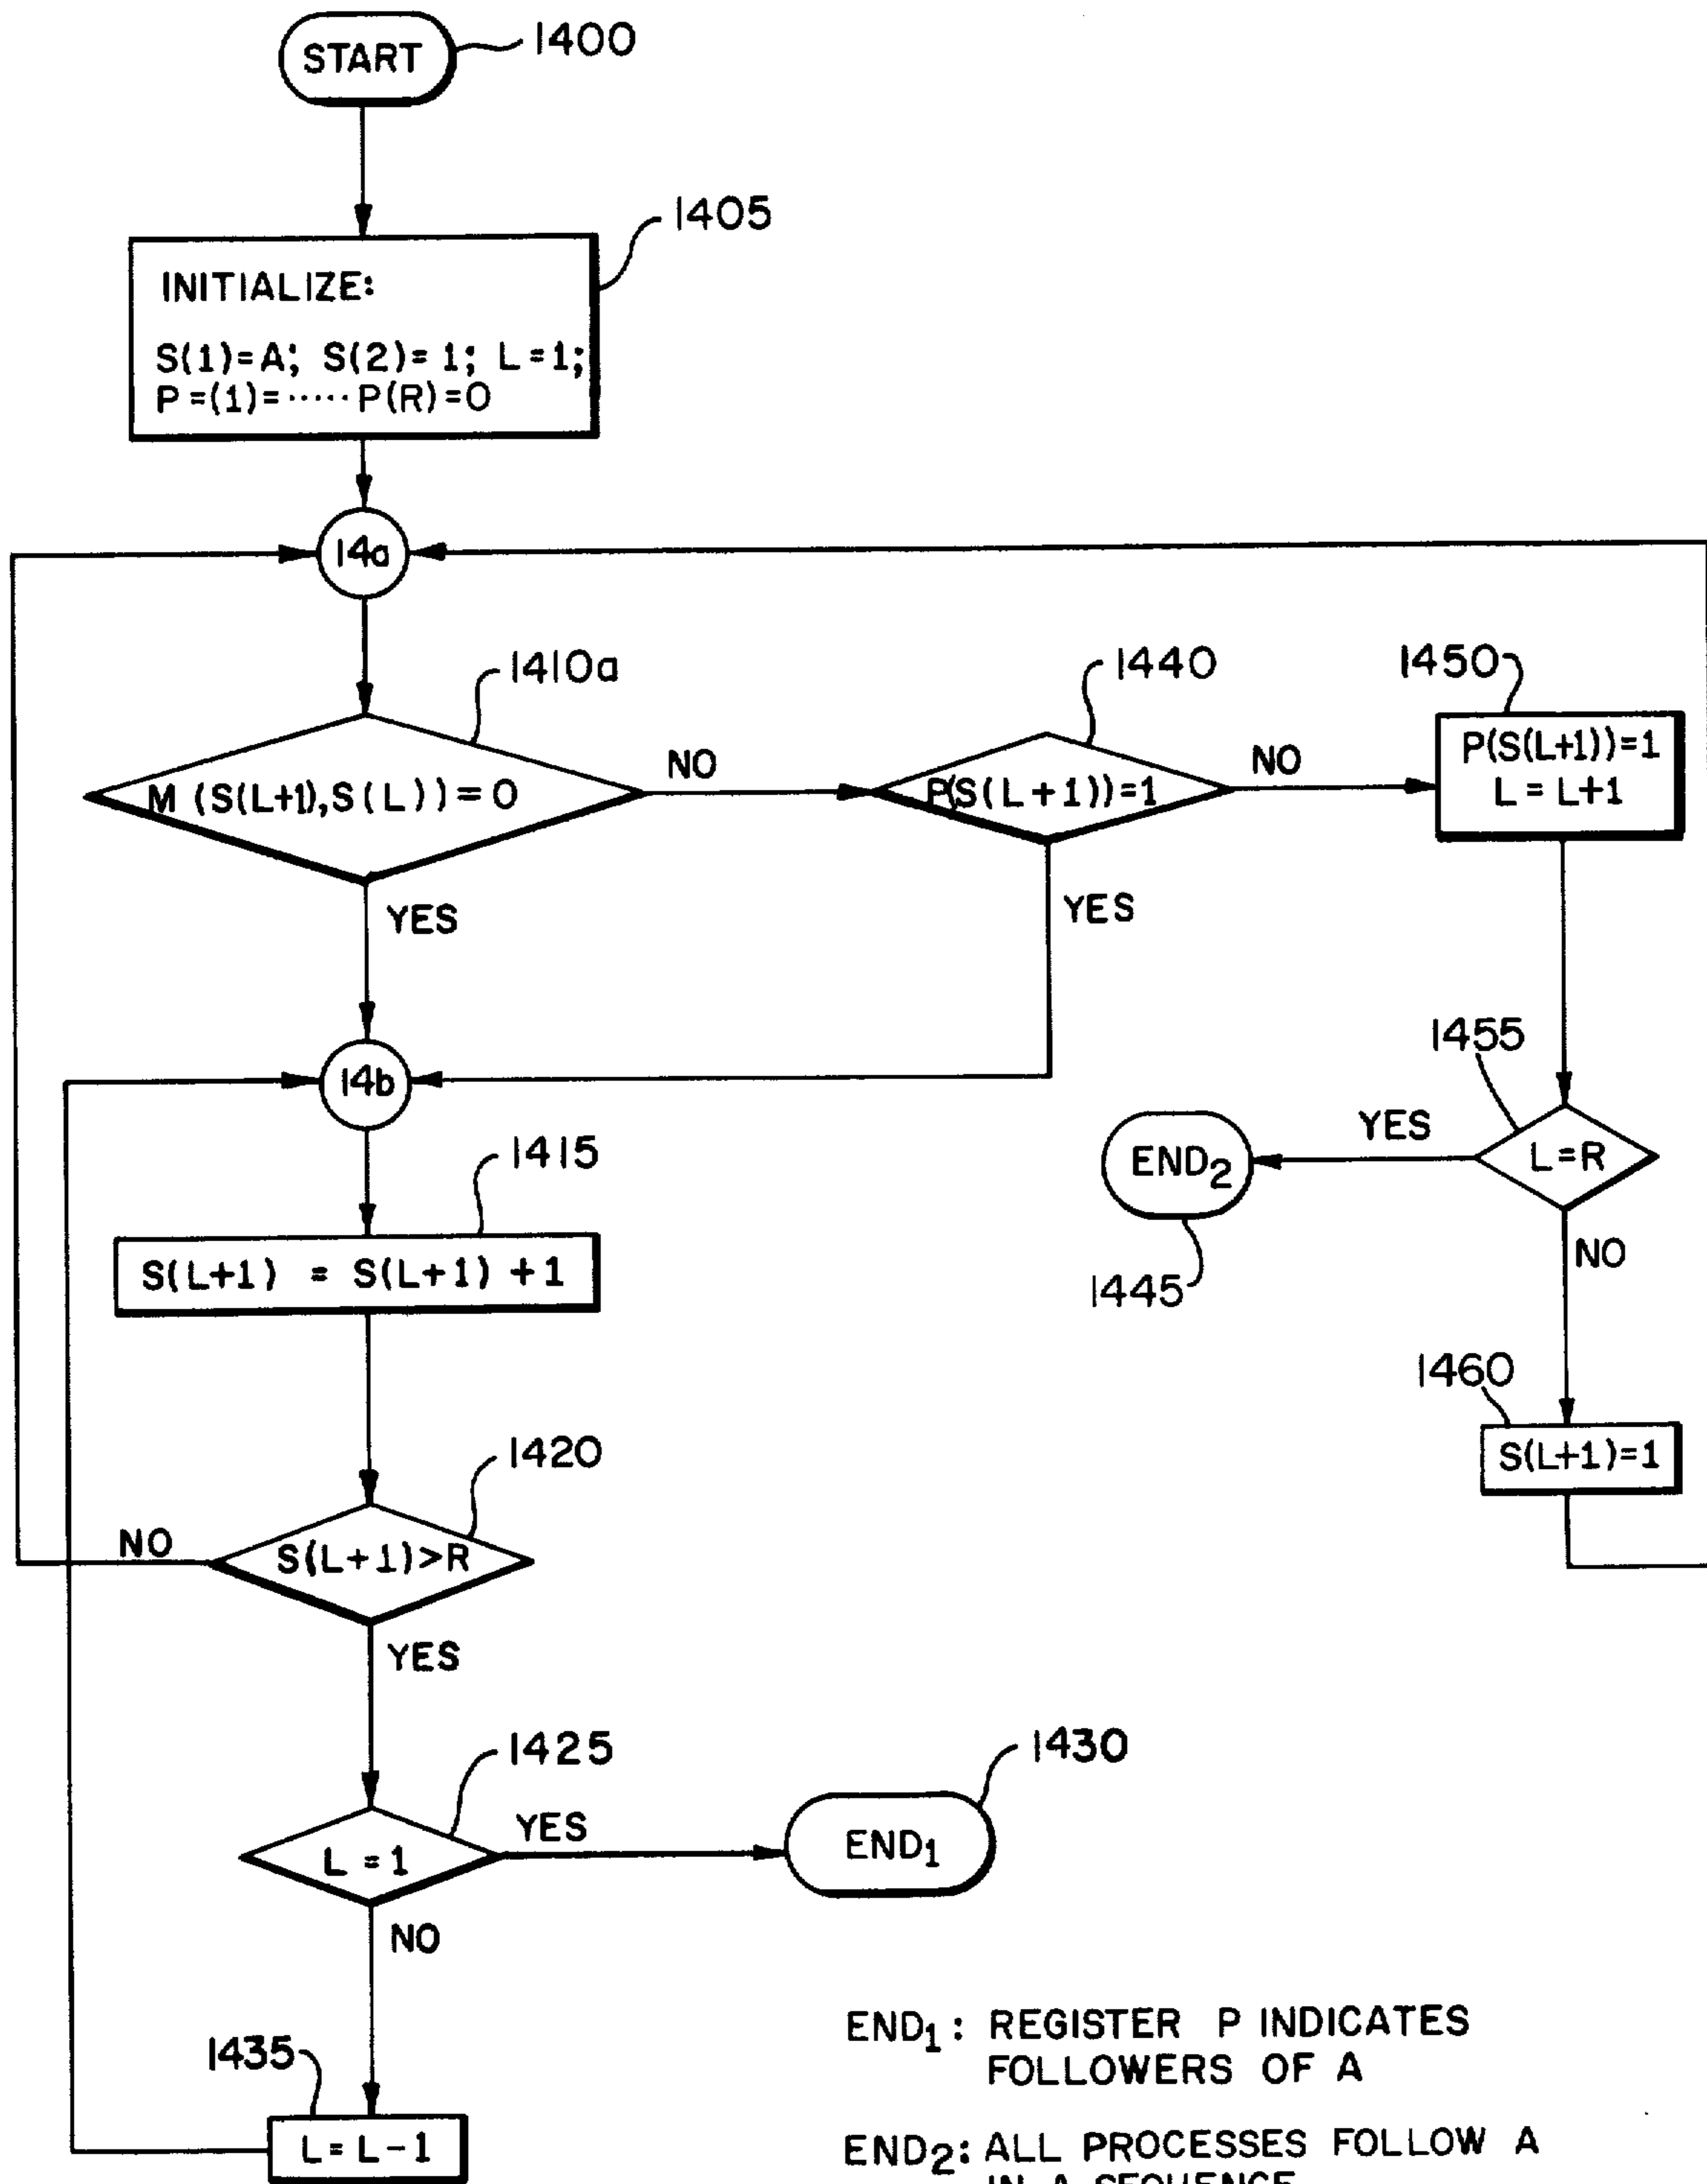 START
1400
1405
INITIALIZE:
S(1)=A; S(2)=1; L=1;
P=(1)=····· P(R)=0
14a
1410a
M (S(L+1),S(L))=0
NO
YES
1440
P(S(L+1))=1
NO
YES
1450
P(S(L+1))=1
L = L+1
14b
1415
S(L+1) = S(L+1) +1
1455
L=R
YES
NO
END2
1445
1460
S(L+1)=1
1420
S(L+1)>R
NO
YES
1425
L = 1
YES
NO
1430
END1
1435
L= L-1
END1: REGISTER P INDICATES
FOLLOWERS OF A
END2: ALL PROCESSES FOLLOW A
IN A SEQUENCE